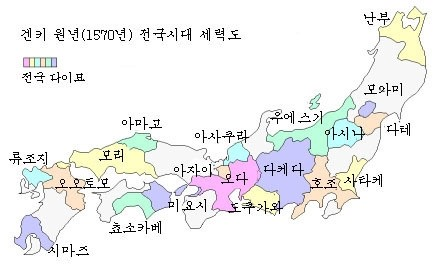 겐키 원년(1570년) 전국시대 세력도
전국 다이묘
난부
모아미
우에스기
아시나
다테
아마고
아사쿠라
류조지
모리
아자이
오다
다케다
호조
사타케
오오토모
미요시
도쿠가와
효소카베
시마즈